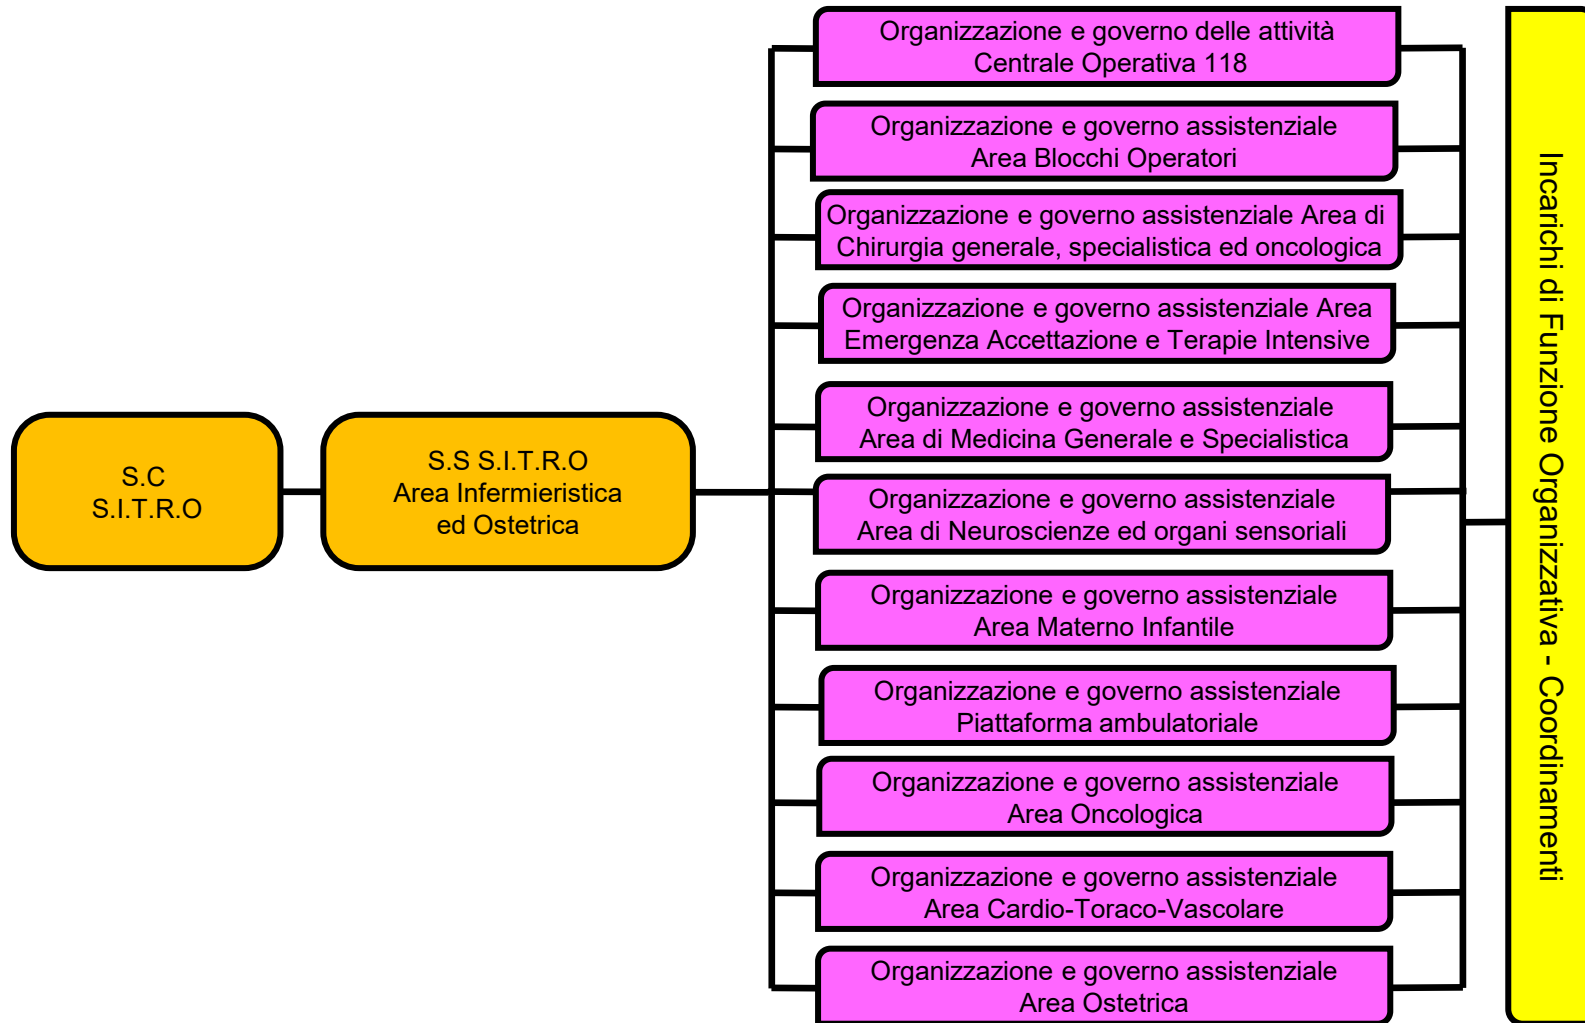 S.C
S.I.T.R.O
S.S S.I.T.R.O
Area Infermieristica
ed Ostetrica
Organizzazione e governo delle attività
Centrale Operativa 118
Organizzazione e governo assistenziale
Area Blocchi Operatori
Organizzazione e governo assistenziale Area di
Chirurgia generale, specialistica ed oncologica
Organizzazione e governo assistenziale Area
Emergenza Accettazione e Terapie Intensive
Organizzazione e governo assistenziale
Area di Medicina Generale e Specialistica
Organizzazione e governo assistenziale
Area di Neuroscienze ed organi sensoriali
Organizzazione e governo assistenziale
Area Materno Infantile
Organizzazione e governo assistenziale
Piattaforma ambulatoriale
Organizzazione e governo assistenziale
Area Oncologica
Organizzazione e governo assistenziale
Area Cardio-Toraco-Vascolare
Organizzazione e governo assistenziale
Area Ostetrica
Incarichi di Funzione Organizzativa - Coordinamenti